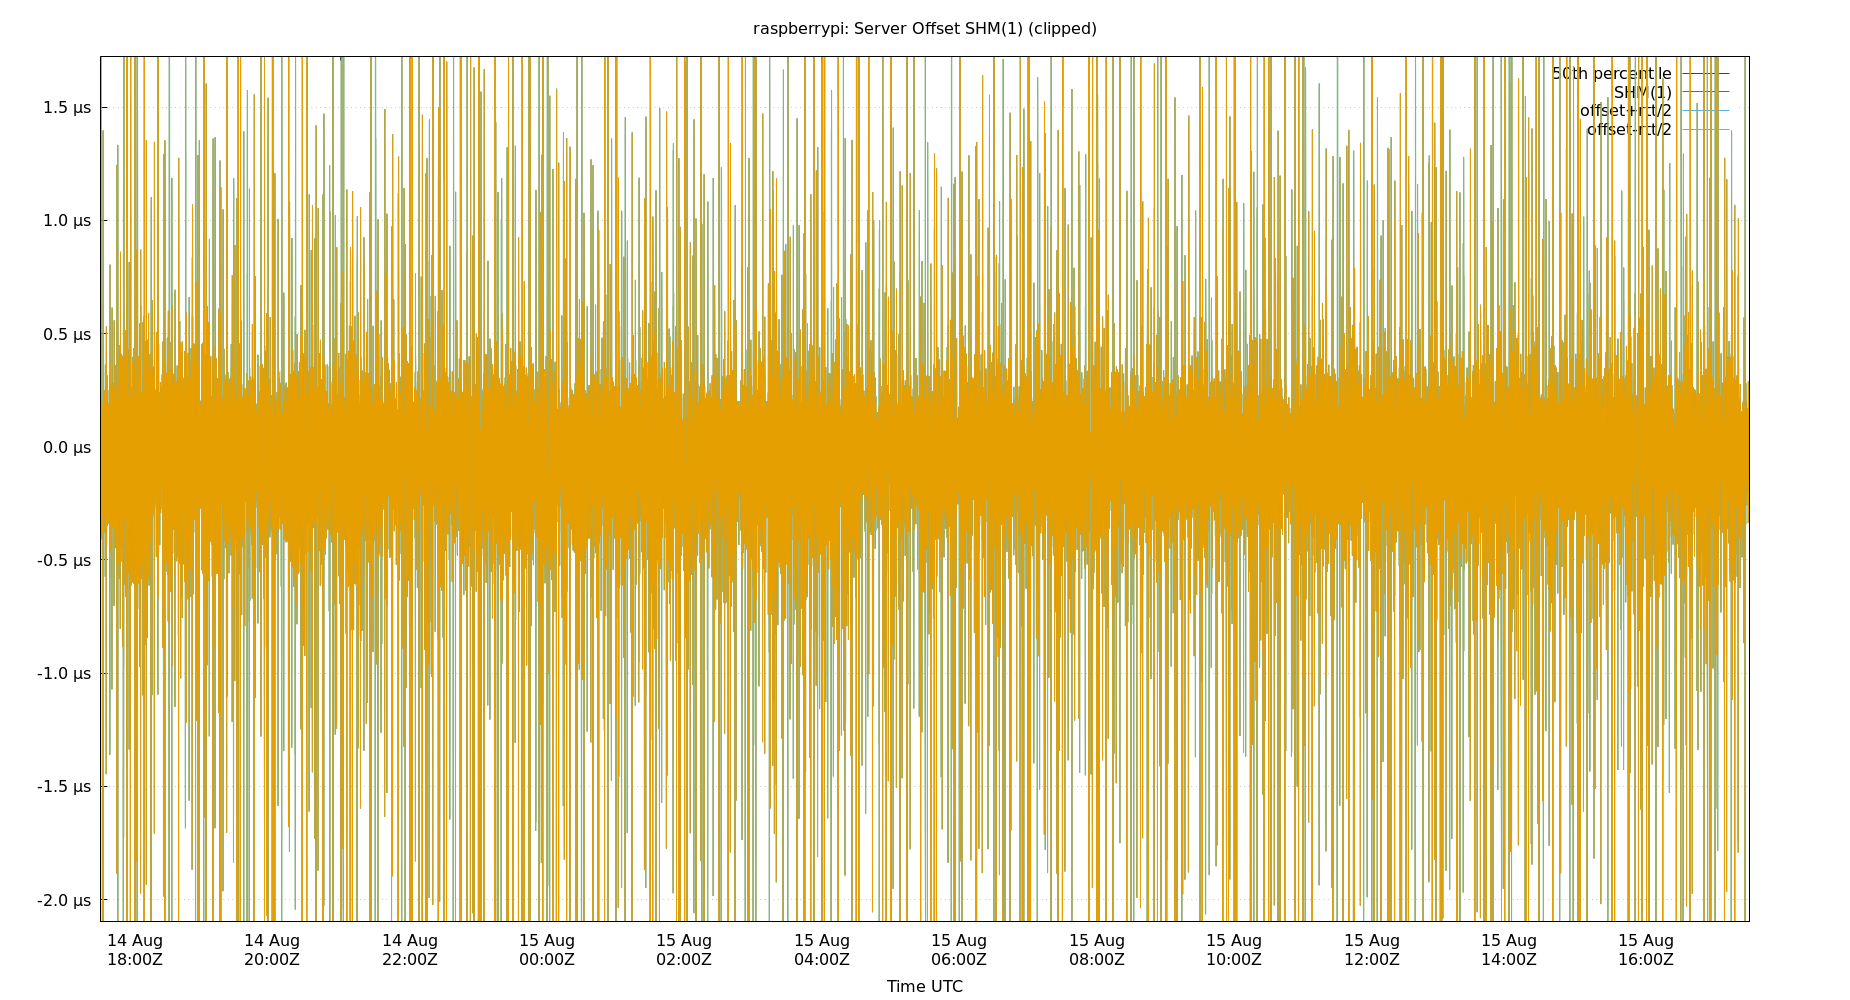 raspberrypi: Server Offset SHM(1) (clipped)
50th percentile
SHM(1)
offset+rtt/2
offset-rtt/2
1.5 µs
1.0 µs
0.5 µs
0.0 µs
-0.5 µs
-1.0 µs
-1.5 µs
-2.0 µs
14 Aug 14 Aug 14 Aug 15 Aug 15 Aug 15 Aug 15 Aug 15 Aug 15 Aug 15 Aug 15 Aug 15 Aug
18:00Z 20:00Z 22:00Z 00:00Z 02:00Z 04:00Z 06:00Z 08:00Z 10:00Z 12:00Z 14:00Z 16:00Z
Time UTC